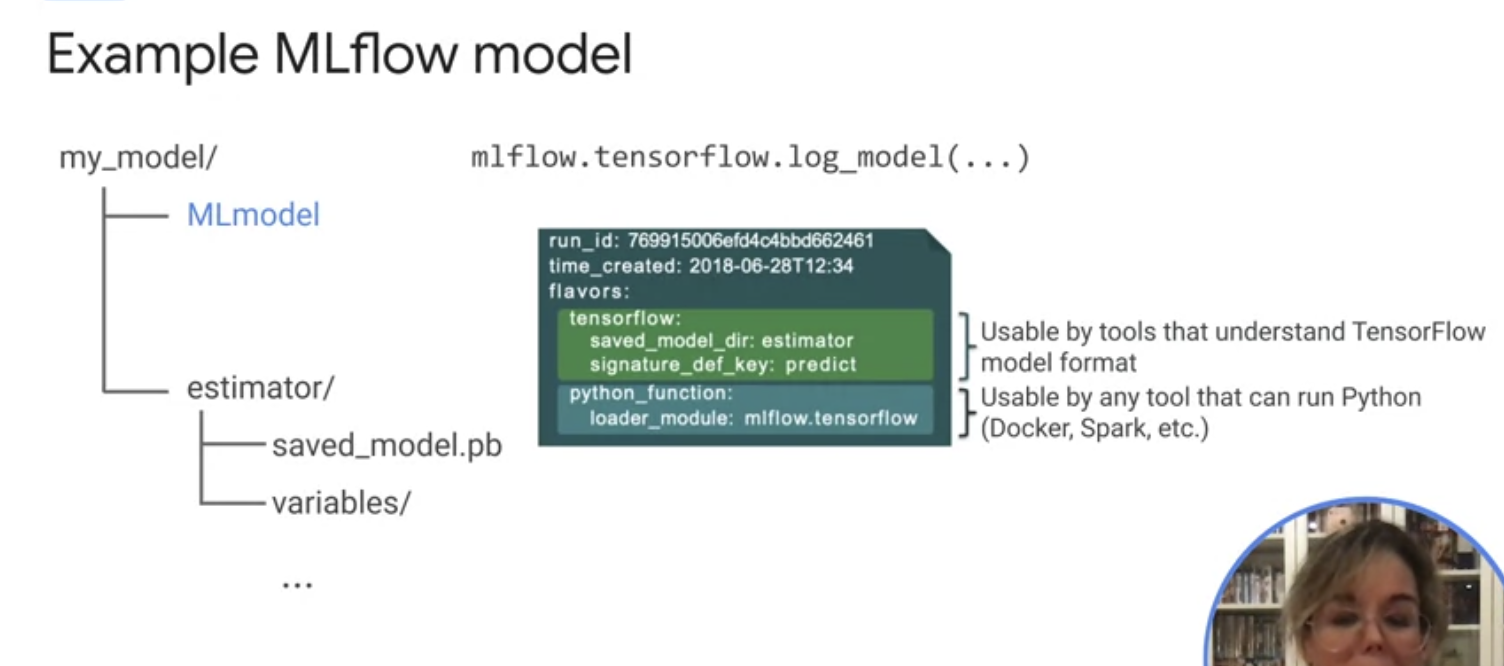 Example MLflow model
my_model/
mlflow.tensorflow.log_model(...)
MLmodel
run_id: 769915006efd4c4bbd662461
time_created: 2018-06-28T12:34
flavors:
tensorflow:
saved_model_dir: estimator
signature_def_key: predict
Usable by tools that understand TensorFlow
model format
python_function:
loader_module: mlflow.tensorflow
Usable by any tool that can run Python
(Docker, Spark, etc.)
estimator/
saved_model.pb
variables/
...